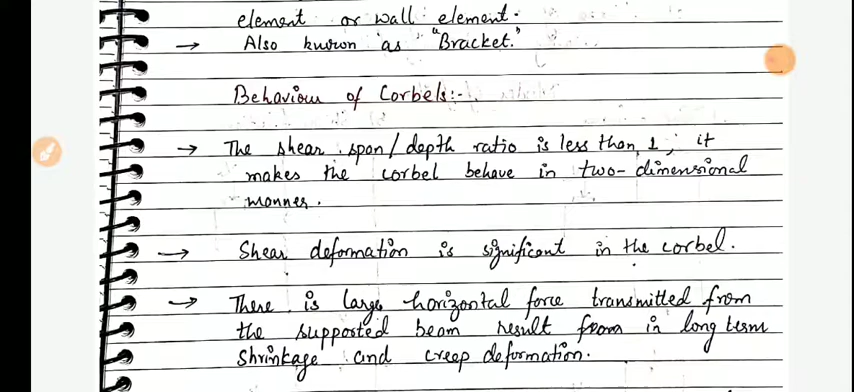 element or wall element.
→ Also known as "Bracket."
Behaviour of Corbels:-
→ The shear span/depth ratio is less than 1; it
makes the corbel behave in two-dimensional
manner.
→ Shear deformation is significant in the corbel.
→ There is large horizontal force transmitted from
the supported beam result from in long term
shrinkage and creep deformation.